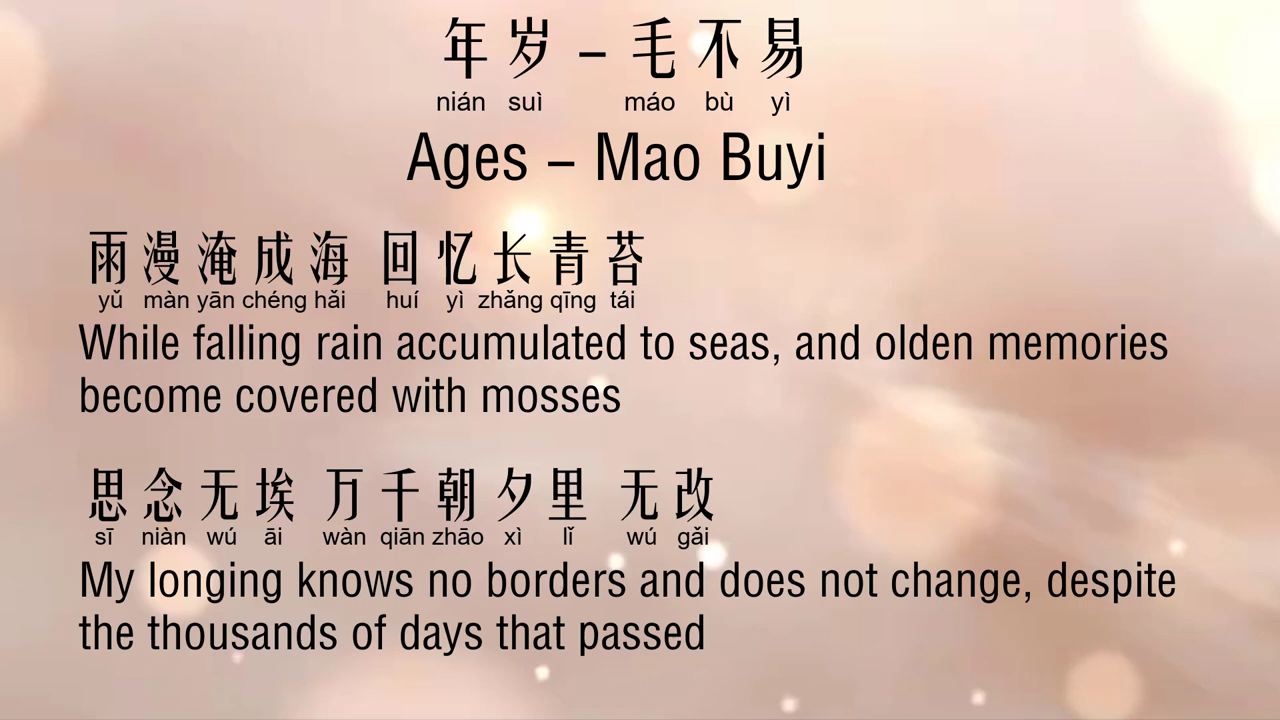 年岁 – 毛不易
nián suì máo bù yì
Ages – Mao Buyi
雨漫淹成海 回忆长青苔
yǔ màn yān chéng hǎi huí yì zhǎng qīng tái
While falling rain accumulated to seas, and olden memories
become covered with mosses
思念无埃 万千朝夕里 无改
sī niàn wú āi wàn qiān zhāo xì lǐ wú gǎi
My longing knows no borders and does not change, despite
the thousands of days that passed